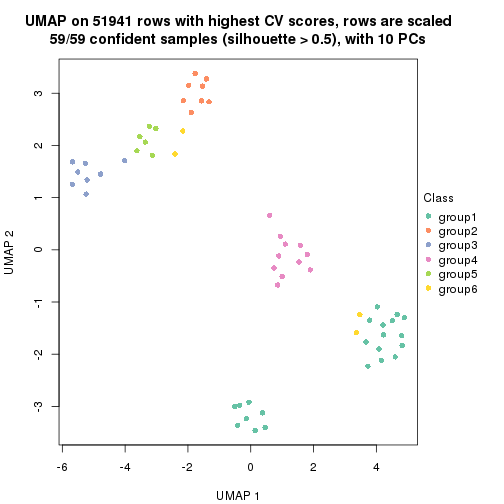 UMAP on 51941 rows with highest CV scores, rows are scaled
59/59 confident samples (silhouette > 0.5), with 10 PCs
3
2
1
0
-1
-2
-3
UMAP 2
-6
-4
-2
0
2
4
UMAP 1
Class
group1
group2
group3
group4
group5
group6